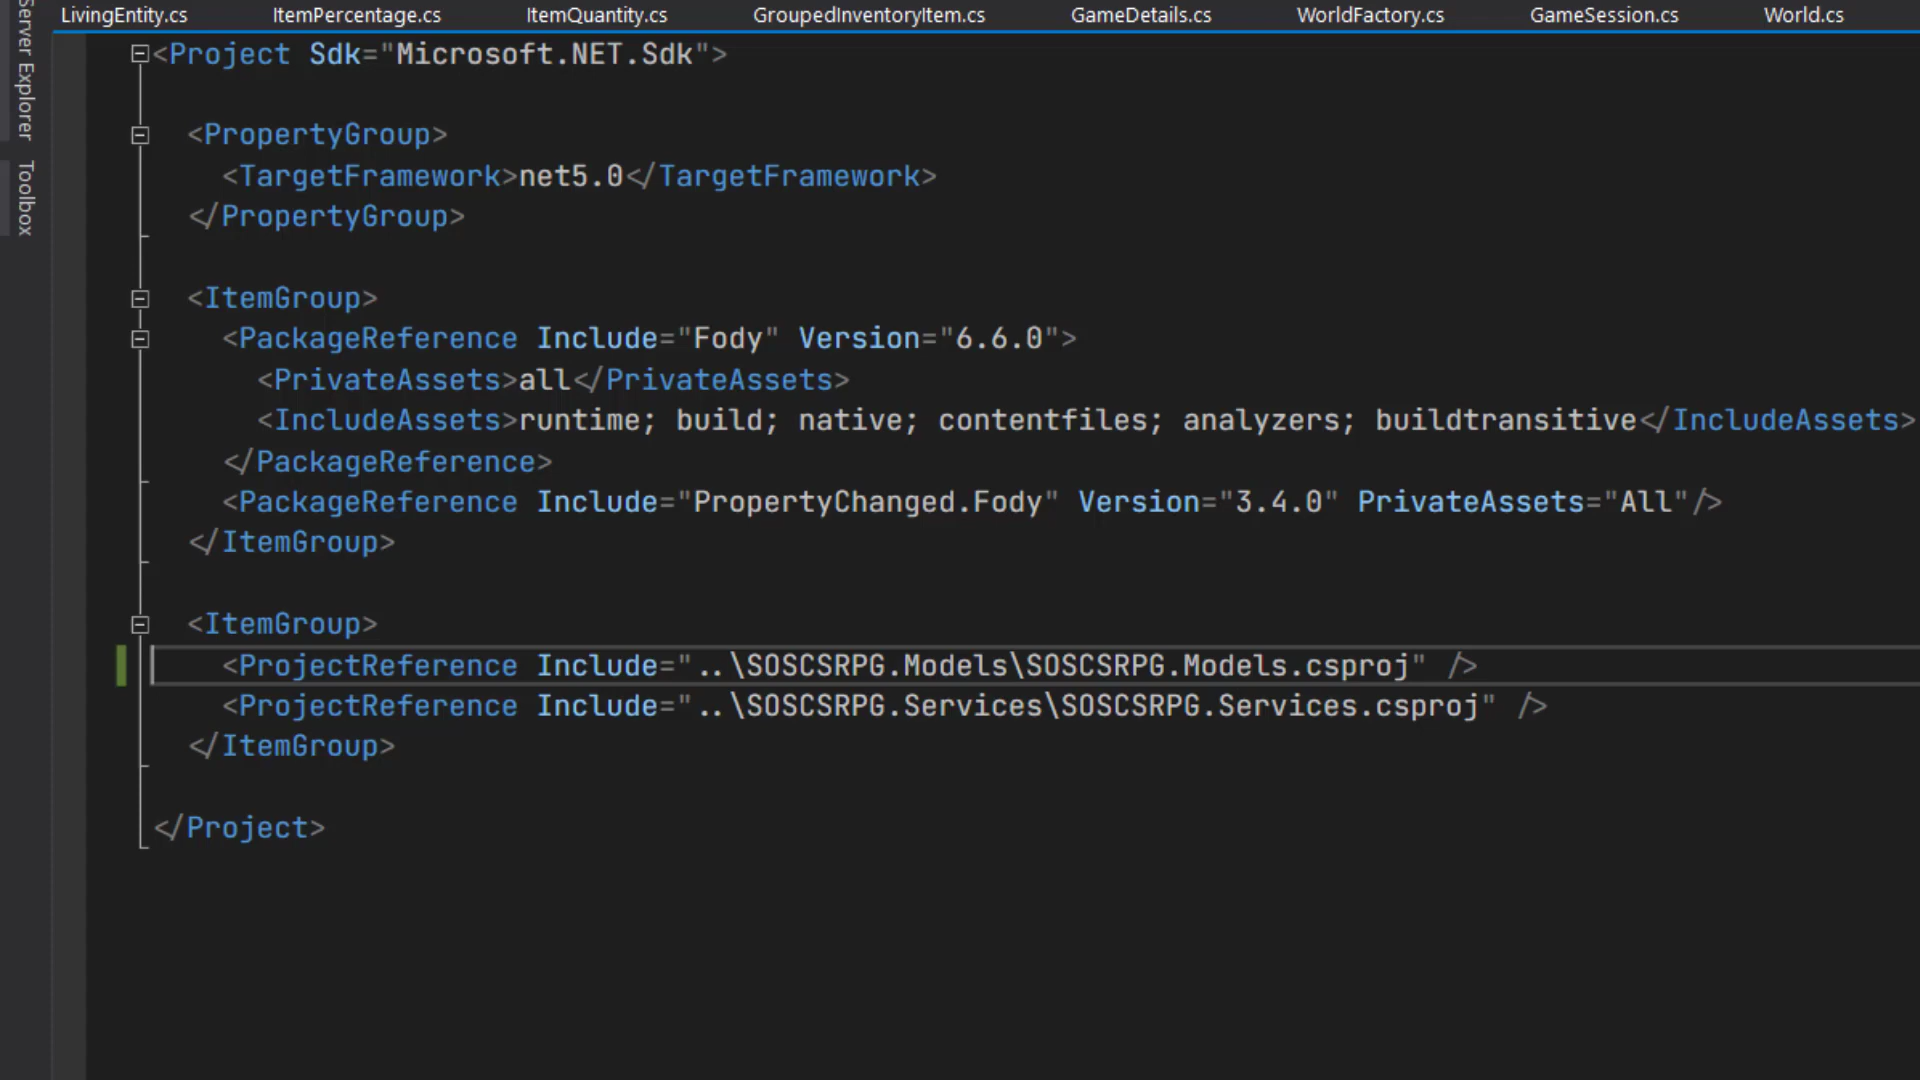 LivingEntity.cs ItemPercentage.cs ItemQuantity.cs GroupedInventoryItem.cs GameDetails.cs WorldFactory.cs GameSession.cs World.cs
Server Explorer
Toolbox
<Project Sdk="Microsoft.NET.Sdk">
<PropertyGroup>
<TargetFramework>net5.0</TargetFramework>
</PropertyGroup>
<ItemGroup>
<PackageReference Include="Fody" Version="6.6.0">
<PrivateAssets>all</PrivateAssets>
<IncludeAssets>runtime; build; native; contentfiles; analyzers; buildtransitive</IncludeAssets>
</PackageReference>
<PackageReference Include="PropertyChanged.Fody" Version="3.4.0" PrivateAssets="All"/>
</ItemGroup>
<ItemGroup>
<ProjectReference Include="..\SOSCSRPG.Models\SOSCSRPG.Models.csproj" />
<ProjectReference Include="..\SOSCSRPG.Services\SOSCSRPG.Services.csproj" />
</ItemGroup>
</Project>